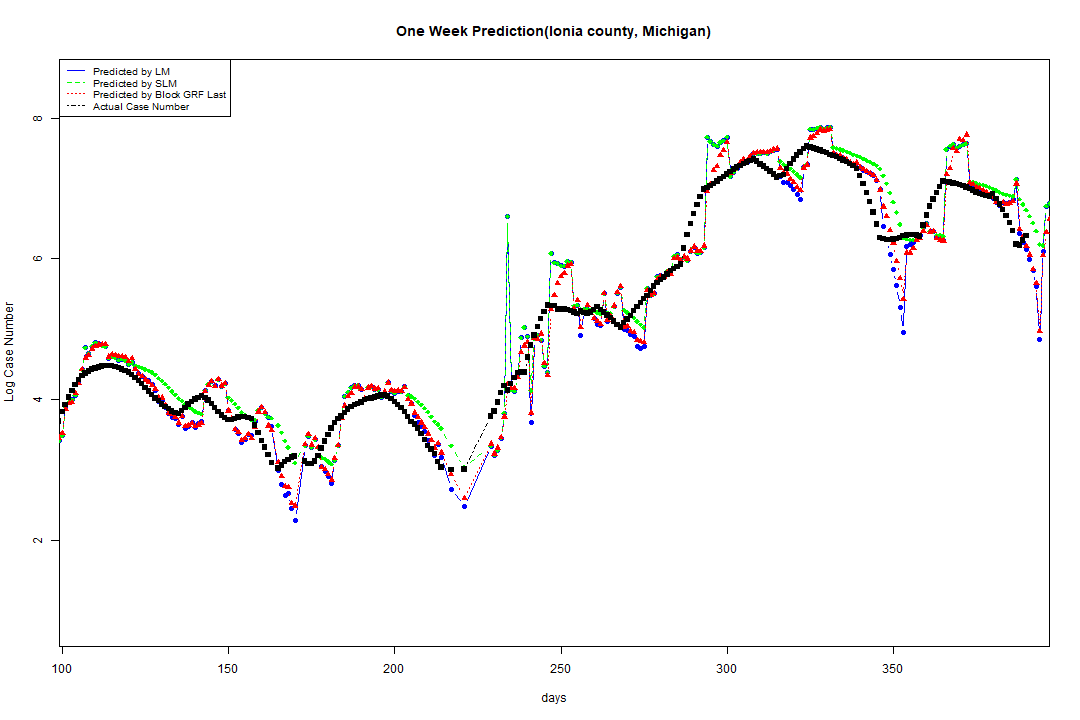 One Week Prediction(Ionia county, Michigan)
Predicted by LM
Predicted by SLM
Predicted by Block GRF Last
Actual Case Number
8
6
4
2
Log Case Number
100 150 200 250 300 350
days